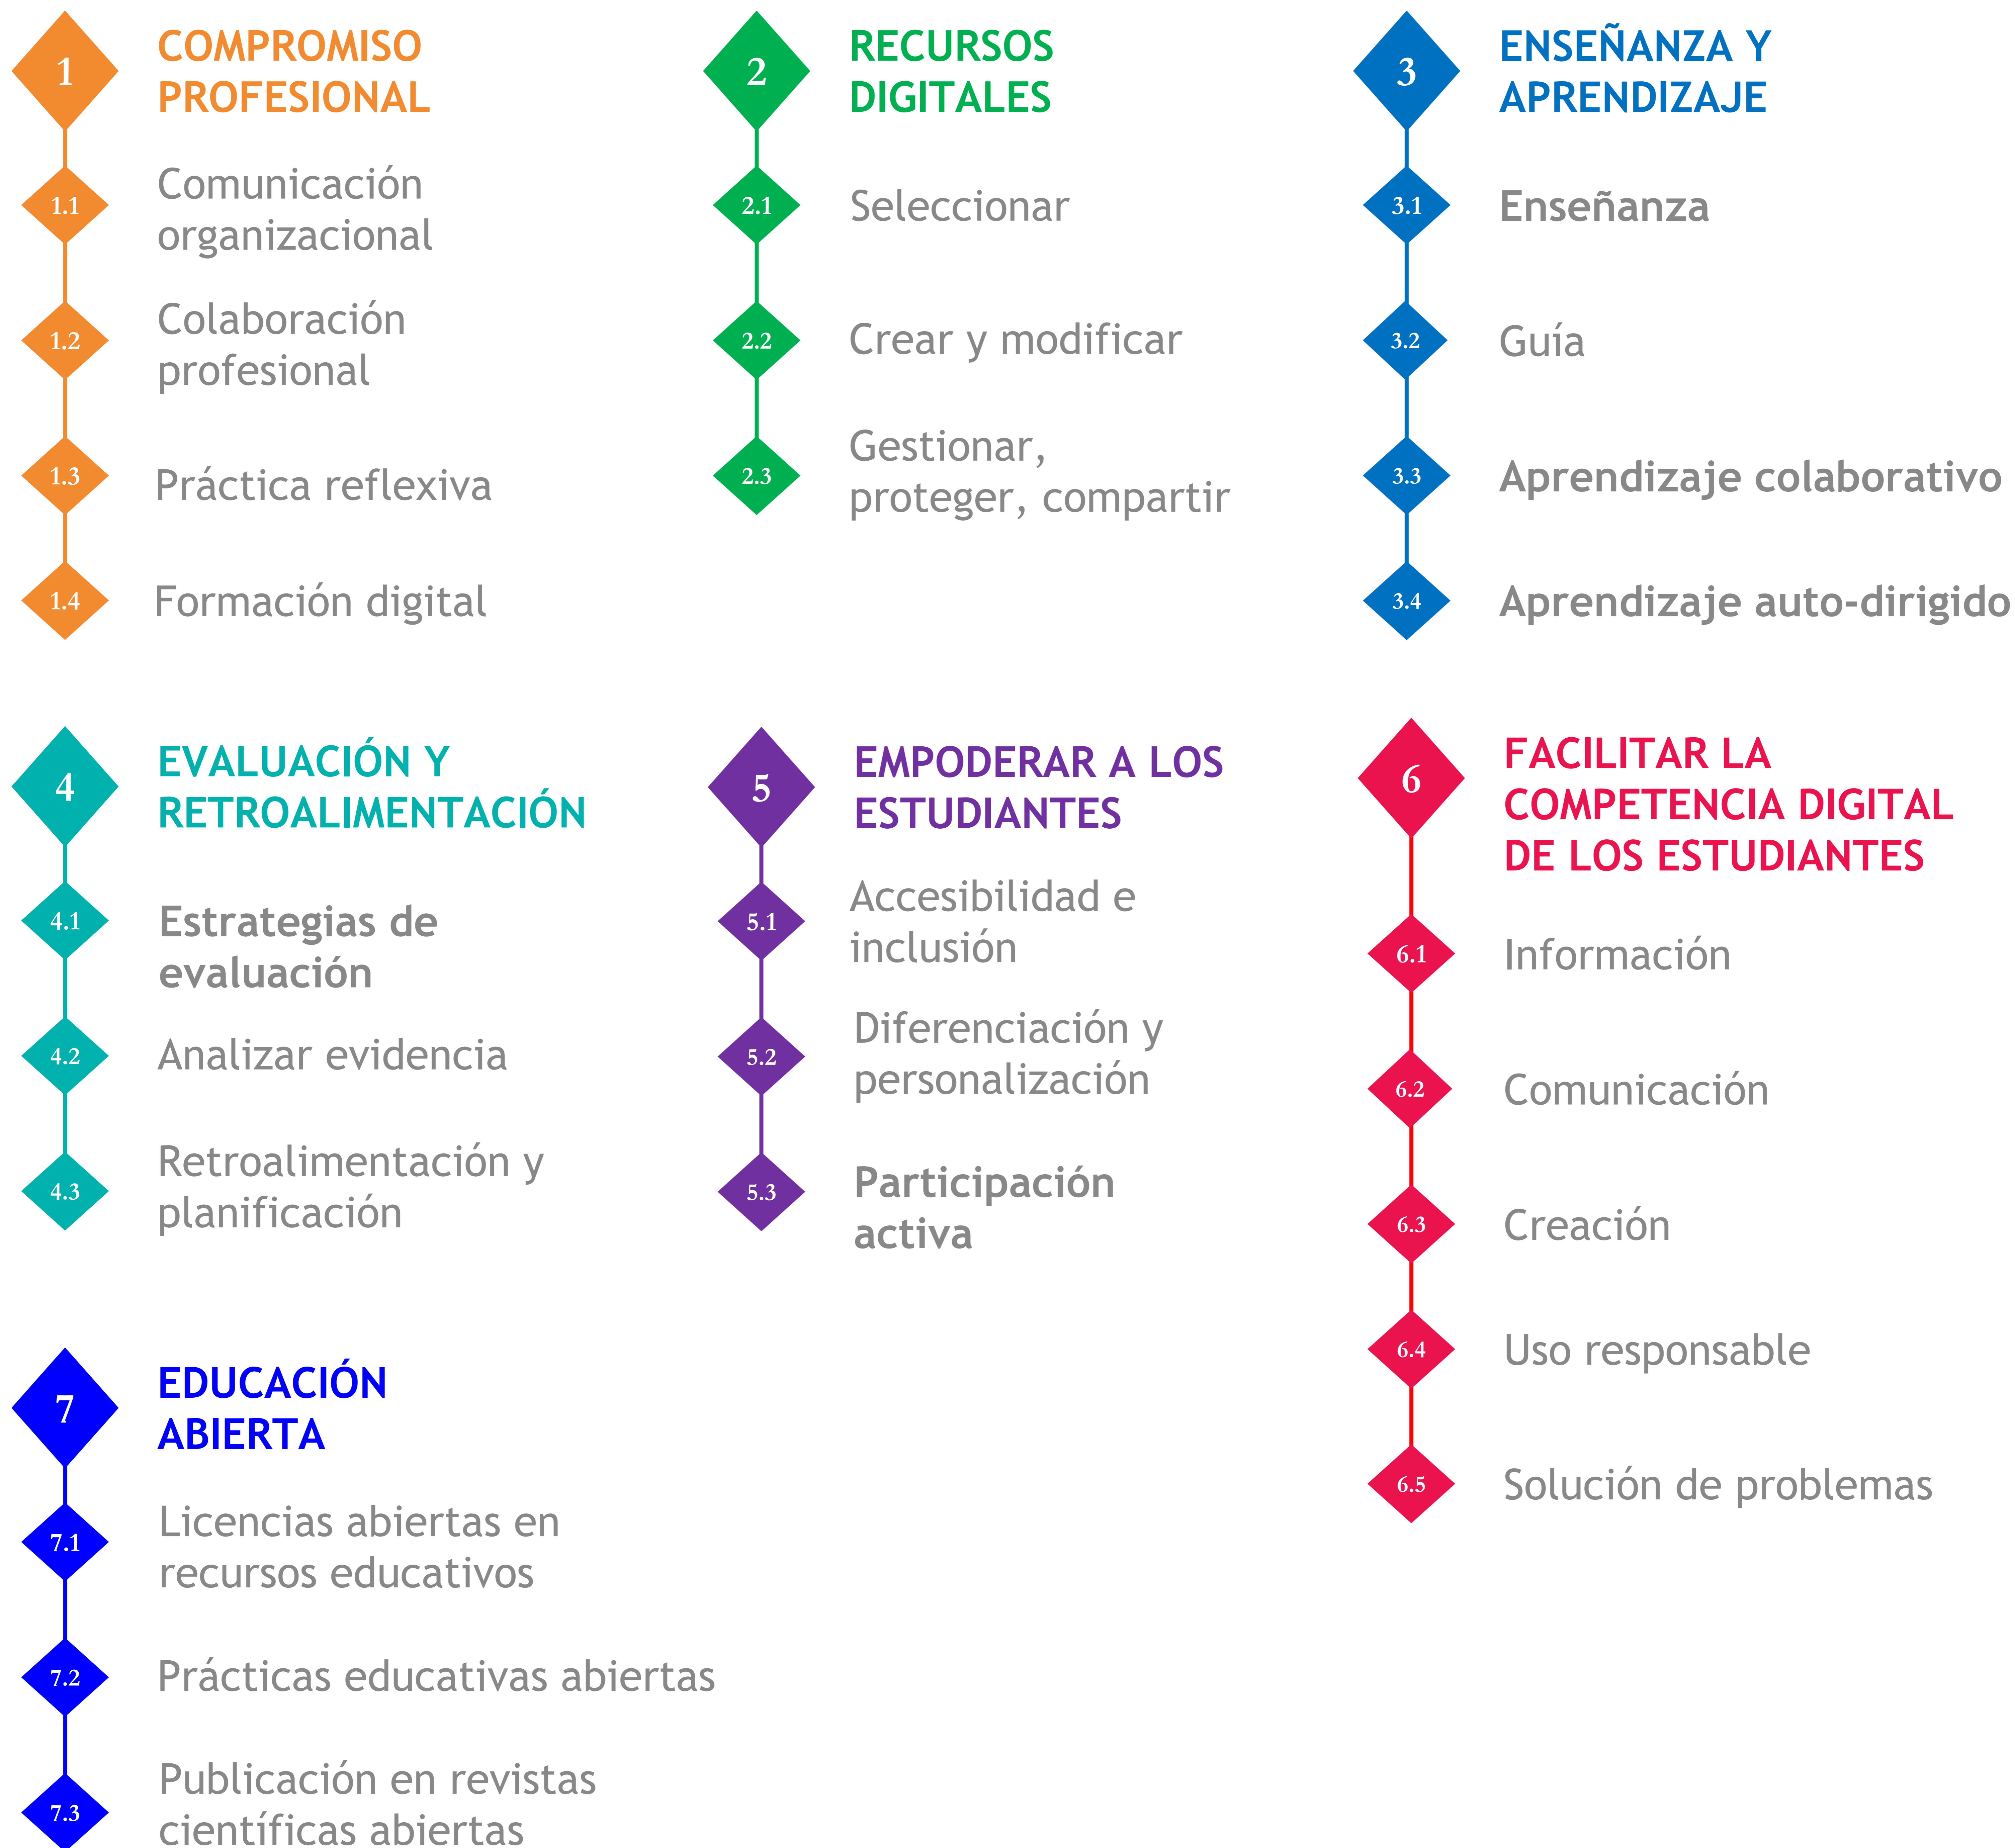 1
COMPROMISO
PROFESIONAL
1.1
Comunicación
organizacional
1.2
Colaboración
profesional
1.3
Práctica reflexiva
1.4
Formación digital
2
RECURSOS
DIGITALES
2.1
Seleccionar
2.2
Crear y modificar
2.3
Gestionar,
proteger, compartir
3
ENSEÑANZA Y
APRENDIZAJE
3.1
Enseñanza
3.2
Guía
3.3
Aprendizaje colaborativo
3.4
Aprendizaje auto-dirigido
4
EVALUACIÓN Y
RETROALIMENTACIÓN
4.1
Estrategias de
evaluación
4.2
Analizar evidencia
4.3
Retroalimentación y
planificación
5
EMPODERAR A LOS
ESTUDIANTES
5.1
Accesibilidad e
inclusión
5.2
Diferenciación y
personalización
5.3
Participación
activa
6
FACILITAR LA
COMPETENCIA DIGITAL
DE LOS ESTUDIANTES
6.1
Información
6.2
Comunicación
6.3
Creación
6.4
Uso responsable
6.5
Solución de problemas
7
EDUCACIÓN
ABIERTA
7.1
Licencias abiertas en
recursos educativos
7.2
Prácticas educativas abiertas
7.3
Publicación en revistas
científicas abiertas